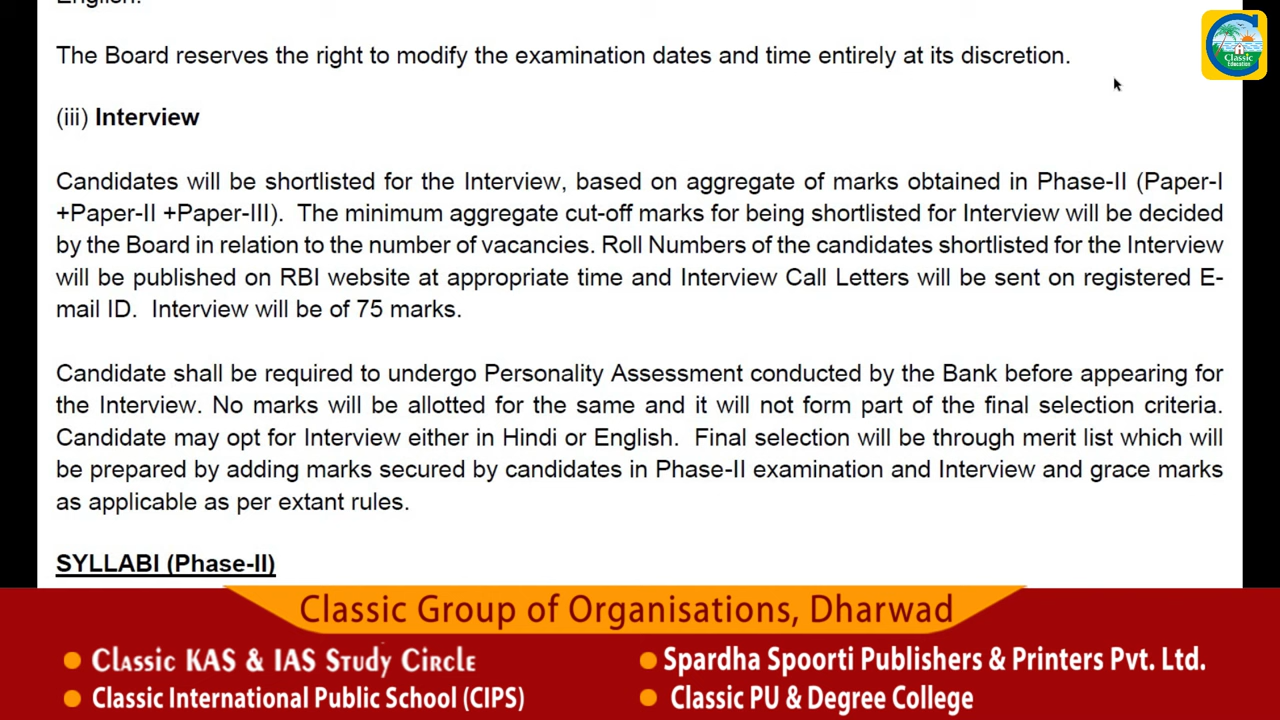 English.
The Board reserves the right to modify the examination dates and time entirely at its discretion.
(iii) Interview
Candidates will be shortlisted for the Interview, based on aggregate of marks obtained in Phase-II (Paper-I
+Paper-II +Paper-III). The minimum aggregate cut-off marks for being shortlisted for Interview will be decided
by the Board in relation to the number of vacancies. Roll Numbers of the candidates shortlisted for the Interview
will be published on RBI website at appropriate time and Interview Call Letters will be sent on registered E-
mail ID. Interview will be of 75 marks.
Candidate shall be required to undergo Personality Assessment conducted by the Bank before appearing for
the Interview. No marks will be allotted for the same and it will not form part of the final selection criteria.
Candidate may opt for Interview either in Hindi or English. Final selection will be through merit list which will
be prepared by adding marks secured by candidates in Phase-II examination and Interview and grace marks
as applicable as per extant rules.
SYLLABI (Phase-II)
Classic
Education
Classic Group of Organisations, Dharwad
Classic KAS & IAS Study Circle
Spardha Spoorti Publishers & Printers Pvt. Ltd.
Classic International Public School (CIPS)
Classic PU & Degree College